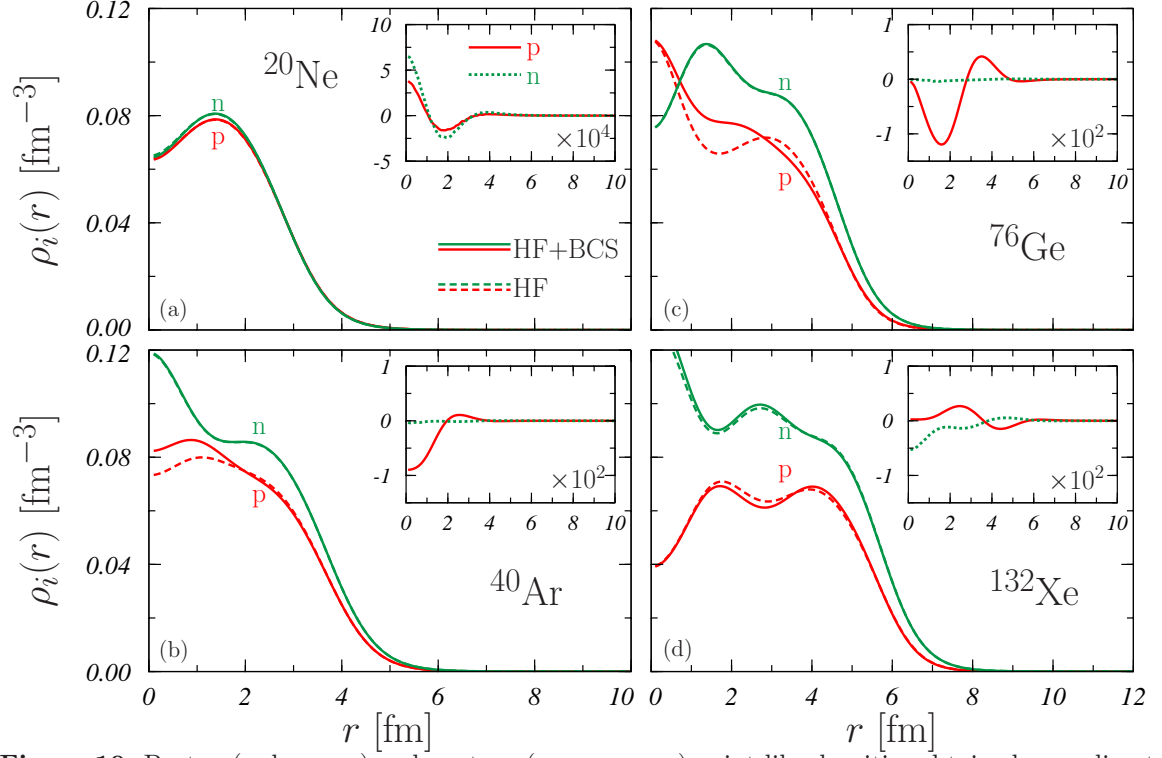 0.12
0.08
0.04
0.00
ρi(r) [fm−3]
20Ne
n
p
10
5
0
-5
0 2 4 6 8 10
p
n
×104
HF+BCS
HF
(a)
n
p
1
0
-1
0 2 4 6 8 10
×102
76Ge
(c)
0.12
0.08
0.04
0.00
ρi(r) [fm−3]
n
p
1
0
-1
0 2 4 6 8 10
×102
40Ar
(b)
0 2 4 6 8 10
r [fm]
n
p
1
0
-1
0 2 4 6 8 10
×102
132Xe
(d)
0 2 4 6 8 10 12
r [fm]